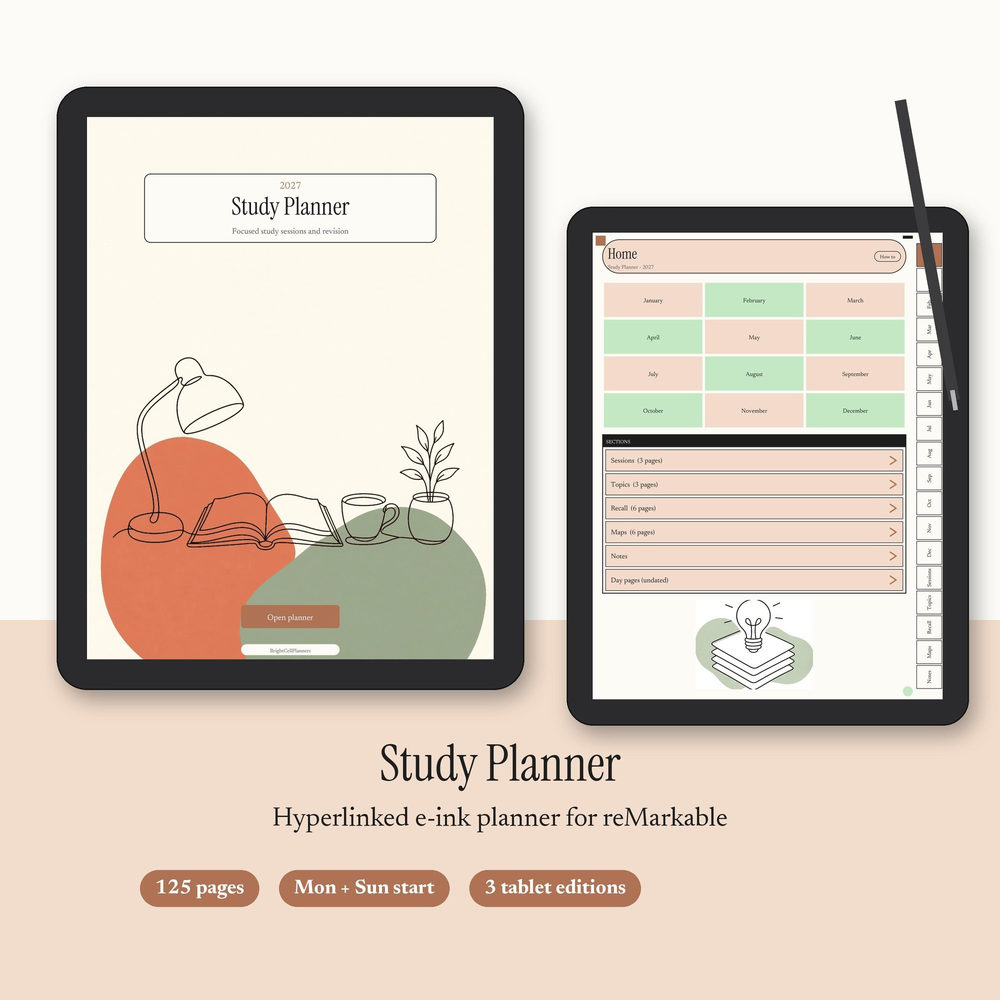 2027
Study Planner
Focused study sessions and revision
Open planner
BrightCellPlanners
Home
Study Planner · 2027
How to
January
February
March
April
May
June
July
August
September
October
November
December
SECTIONS
Sessions (3 pages)
Topics (3 pages)
Recall (6 pages)
Maps (6 pages)
Notes
Day pages (undated)
Feb
Mar
Apr
May
Jun
Jul
Aug
Sep
Oct
Nov
Dec
Sessions
Topics
Recall
Maps
Notes
Study Planner
Hyperlinked e-ink planner for reMarkable
125 pages
Mon + Sun start
3 tablet editions